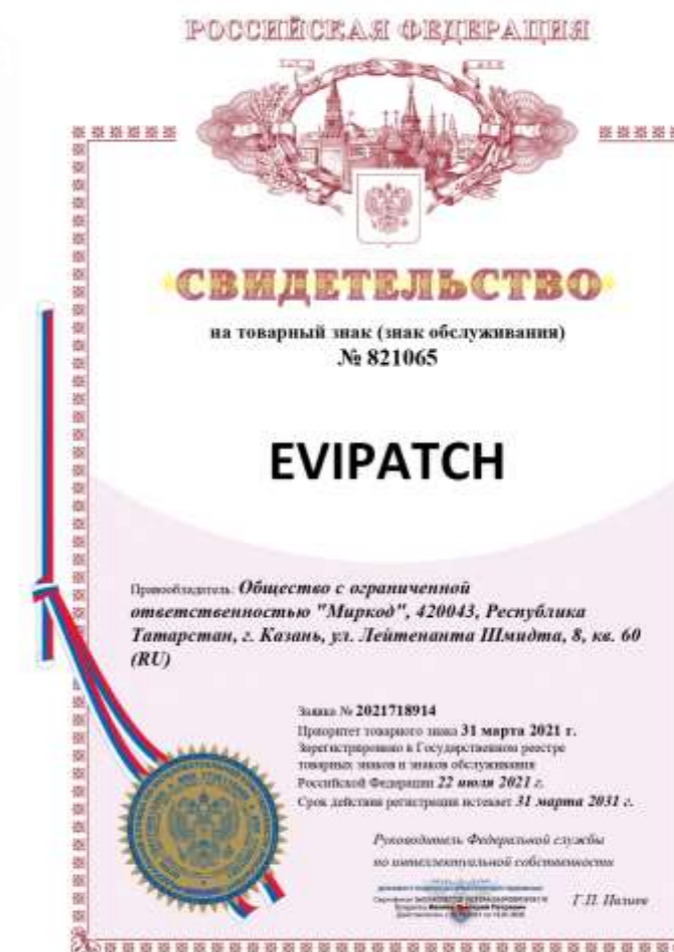 РОССИЙСКАЯ ФЕДЕРАЦИЯ
СВИДЕТЕЛЬСТВО
на товарный знак (знак обслуживания)
№ 821065
EVIPATCH
Правообладатель: Общество с ограниченной
ответственностью "Миркод", 420043, Республика
Татарстан, г. Казань, ул. Лейтенанта Шмидта, 8, кв. 60
(RU)
Заявка № 2021718914
Приоритет товарного знака 31 марта 2021 г.
Зарегистрировано в Государственном реестре
товарных знаков и знаков обслуживания
Российской Федерации 22 июля 2021 г.
Срок действия регистрации истекает 31 марта 2031 г.
Руководитель Федеральной службы
по интеллектуальной собственности
Г.П. Ивлиев